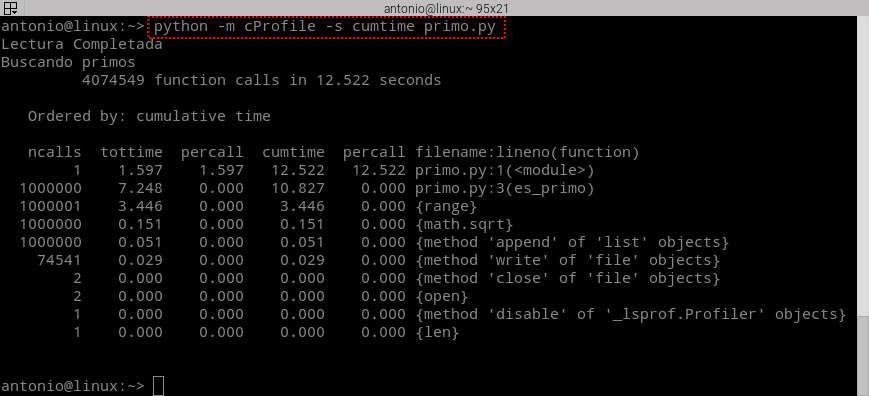 antonio@linux:~ 95x21
antonio@linux:~> python -m cProfile -s cumtime primo.py
Lectura Completada
Buscando primos
         4074549 function calls in 12.522 seconds
   Ordered by: cumulative time
   ncalls  tottime  percall  cumtime  percall filename:lineno(function)
        1    1.597    1.597   12.522   12.522 primo.py:1(<module>)
  1000000    7.248    0.000   10.827    0.000 primo.py:3(es_primo)
  1000001    3.446    0.000    3.446    0.000 {range}
  1000000    0.151    0.000    0.151    0.000 {math.sqrt}
  1000000    0.051    0.000    0.051    0.000 {method 'append' of 'list' objects}
    74541    0.029    0.000    0.029    0.000 {method 'write' of 'file' objects}
        2    0.000    0.000    0.000    0.000 {method 'close' of 'file' objects}
        2    0.000    0.000    0.000    0.000 {open}
        1    0.000    0.000    0.000    0.000 {method 'disable' of '_lsprof.Profiler' objects}
        1    0.000    0.000    0.000    0.000 {len}
antonio@linux:~>